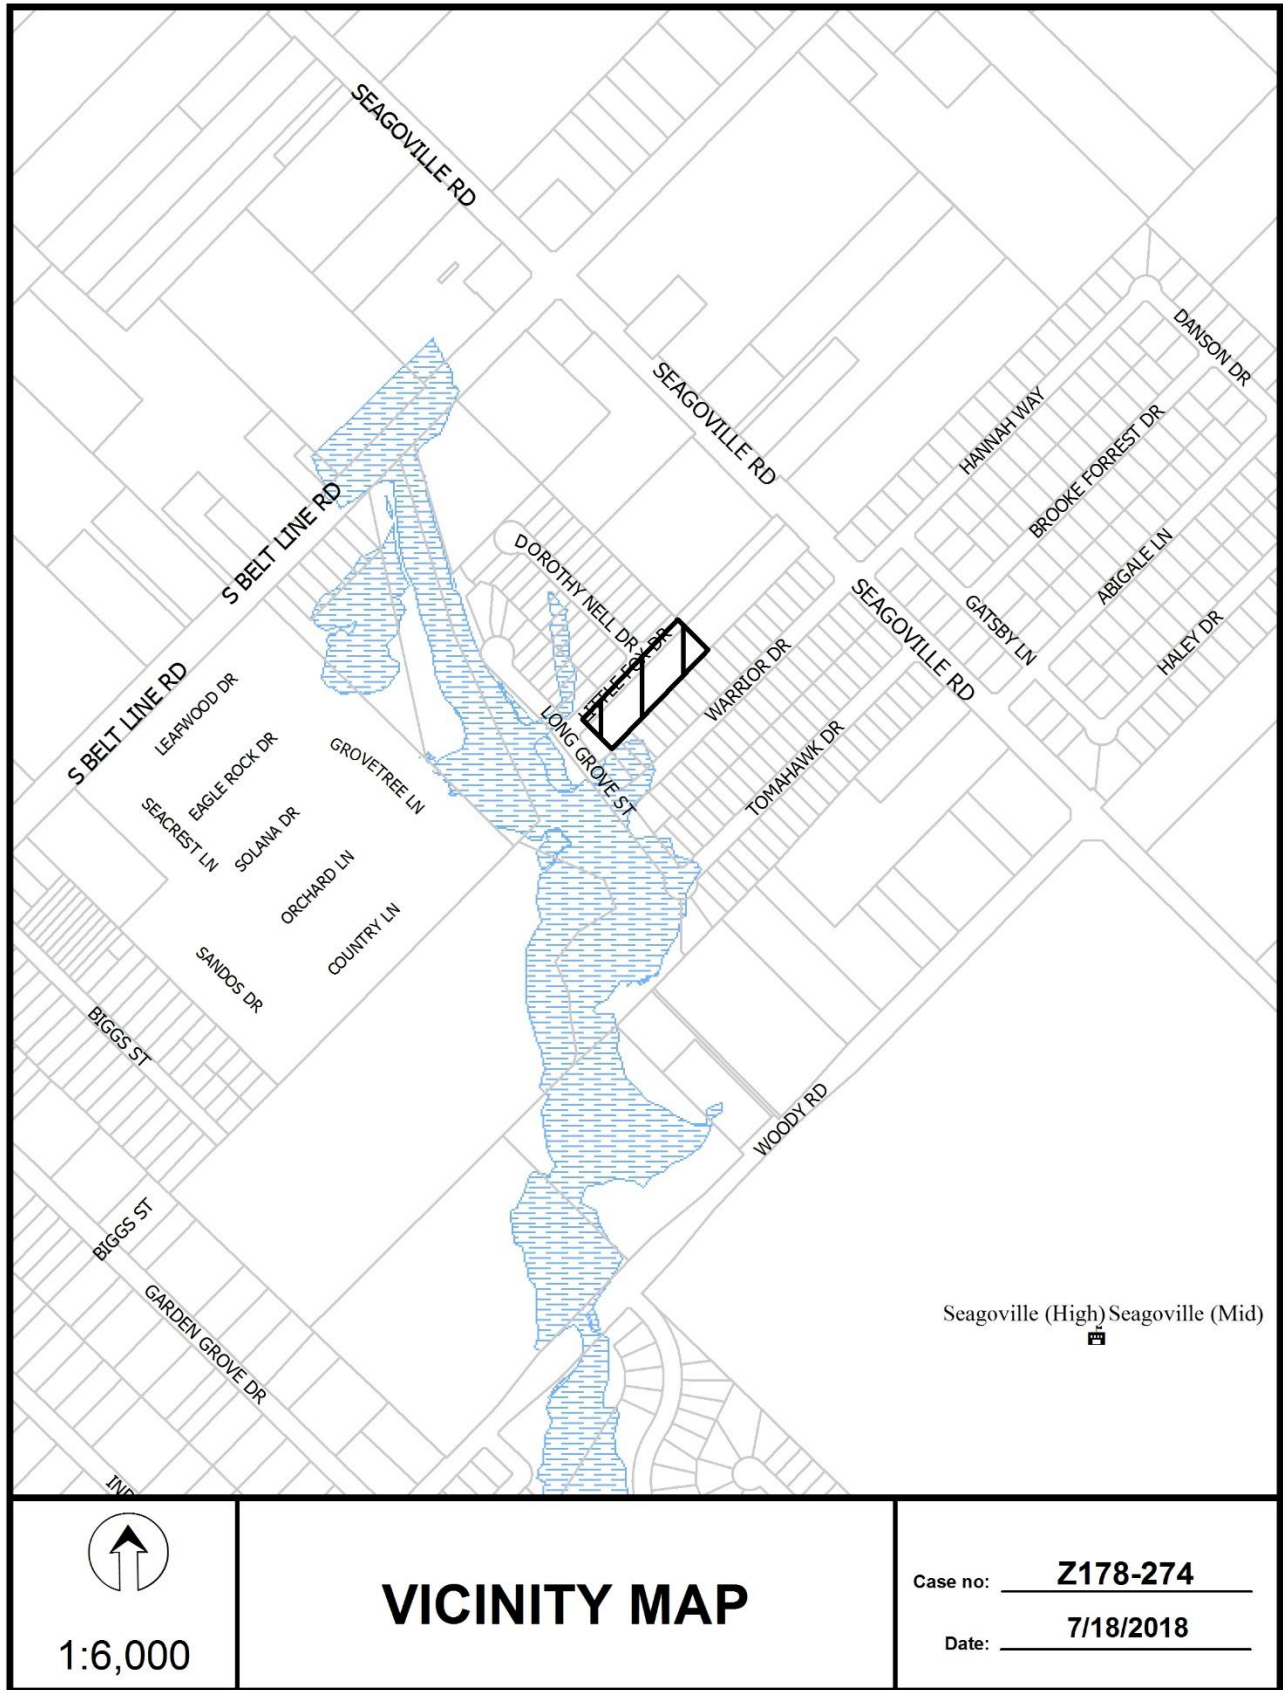 SEAGOVILLE RD
DANSON DR
SEAGOVILLE RD
HANNAH WAY
BROOKE FORREST DR
S BELT LINE RD
DOROTHY NELL DR
ABIGALE LN
SEAGOVILLE RD
GATSBY LN
HALEY DR
LITTLE FOX DR
WARRIOR DR
S BELT LINE RD
LEAFWOOD DR
LONG GROVE ST
EAGLE ROCK DR
GROVETREE LN
TOMAHAWK DR
SEACREST LN
SOLANA DR
ORCHARD LN
COUNTRY LN
SANDOS DR
BIGGS ST
WOODY RD
BIGGS ST
GARDEN GROVE DR
Seagoville (High) Seagoville (Mid)
1:6,000
VICINITY MAP
Case no: Z178-274
Date: 7/18/2018